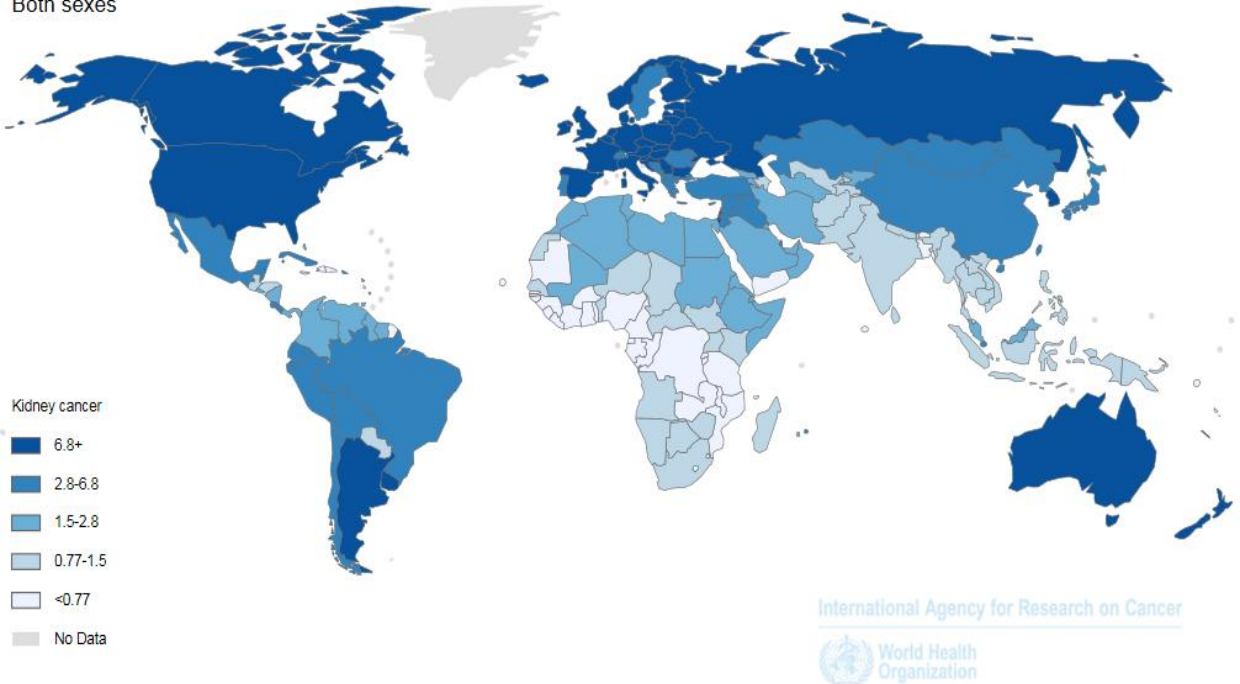 Both sexes
Kidney cancer
6.8+
2.8-6.8
1.5-2.8
0.77-1.5
<0.77
No Data
International Agency for Research on Cancer
World Health
Organization